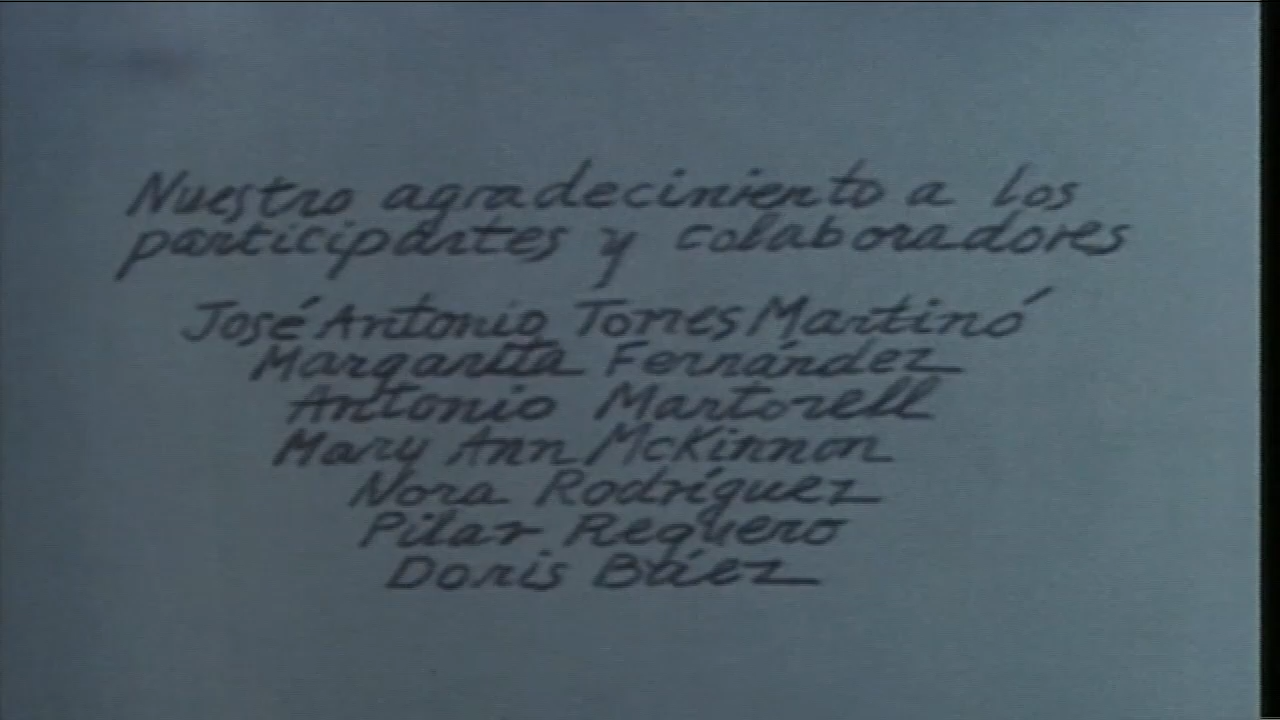 Nuestro agradecimiento a los
participantes y colaboradores
José Antonio Torres Martinó
Margarita Fernández
Antonio Martorell
Mary Ann McKinnon
Nora Rodríguez
Pilar Reguero
Doris Báez